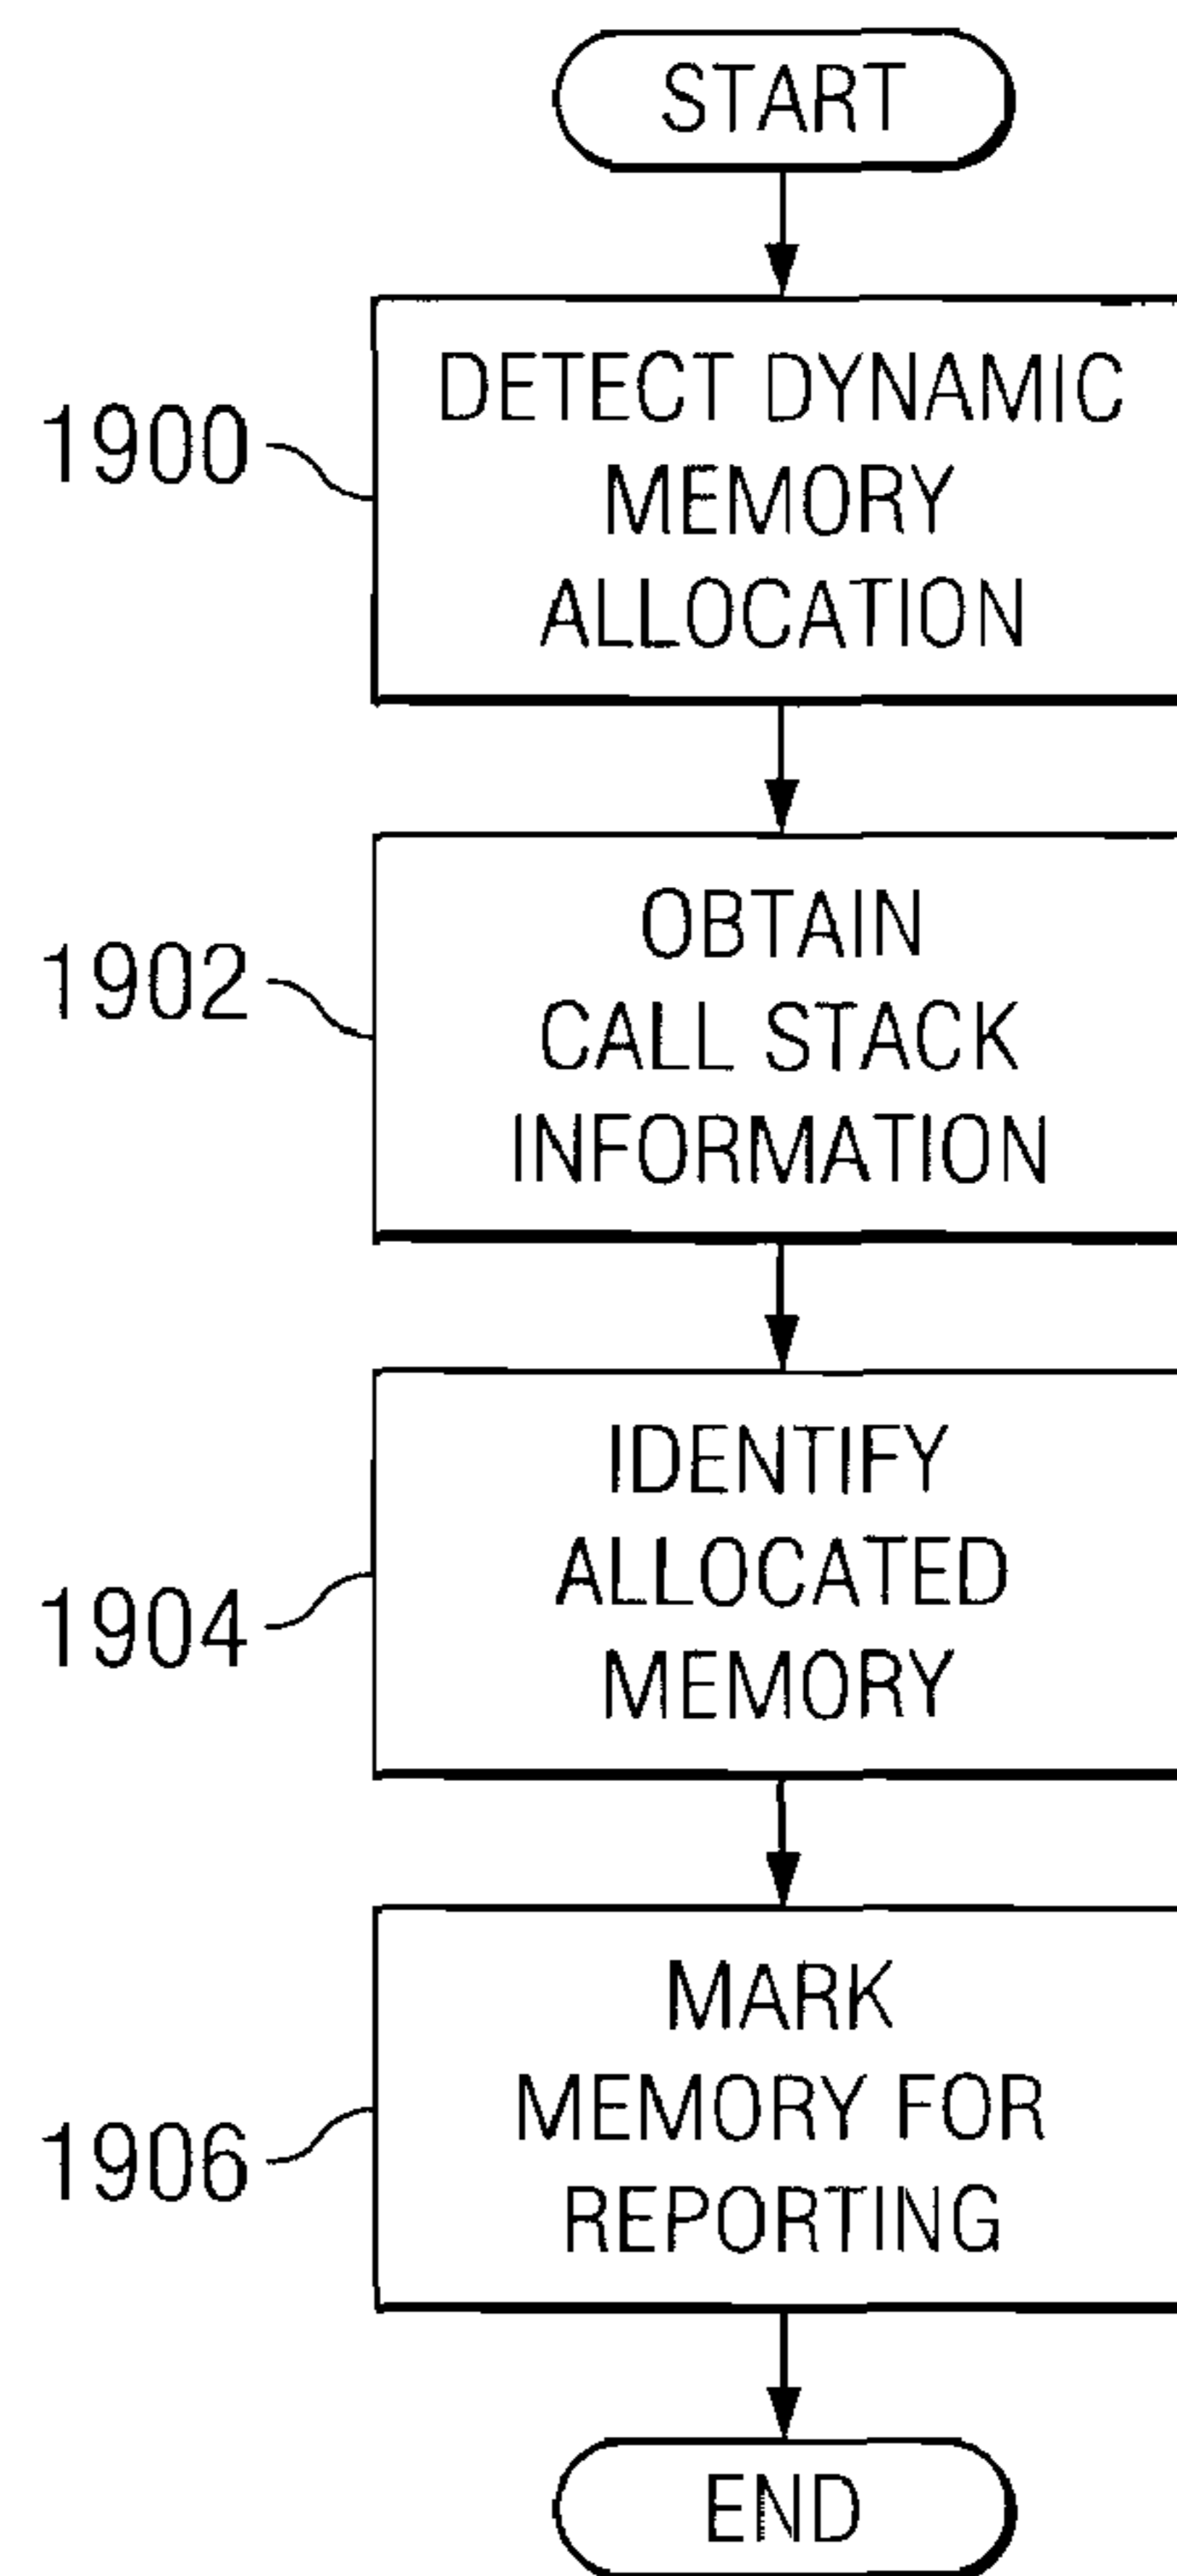 START
1900
DETECT DYNAMIC
MEMORY
ALLOCATION
1902
OBTAIN
CALL STACK
INFORMATION
1904
IDENTIFY
ALLOCATED
MEMORY
1906
MARK
MEMORY FOR
REPORTING
END